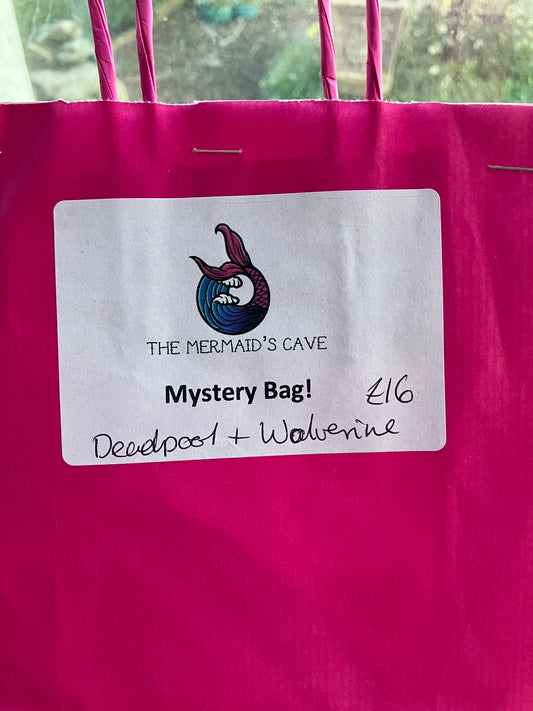 THE MERMAID'S CAVE
Mystery Bag! £16
Deadpool + Wolverine